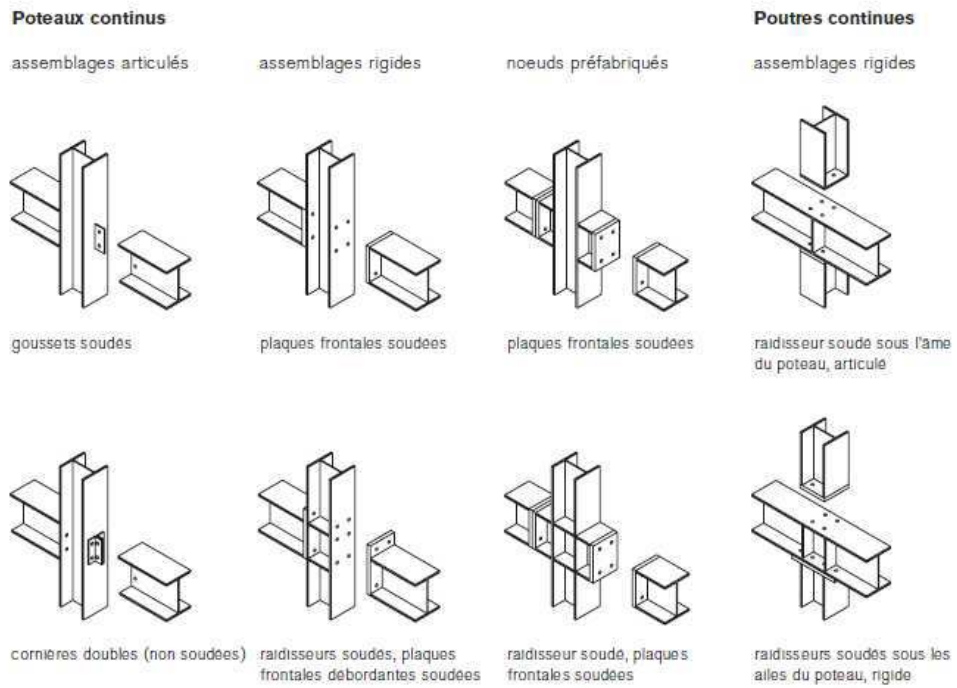 Poteaux continus
Poutres continues
assemblages articulés
assemblages rigides
noeuds préfabriqués
assemblages rigides
goussets soudés
plaques frontales soudées
plaques frontales soudées
raidisseur soudé sous l'âme
du poteau, articulé
cornières doubles (non soudées)
raidisseurs soudés, plaques
frontales débordantes soudées
raidisseur soudé, plaques
frontales soudées
raidisseurs soudés sous les
ailes du poteau, rigide